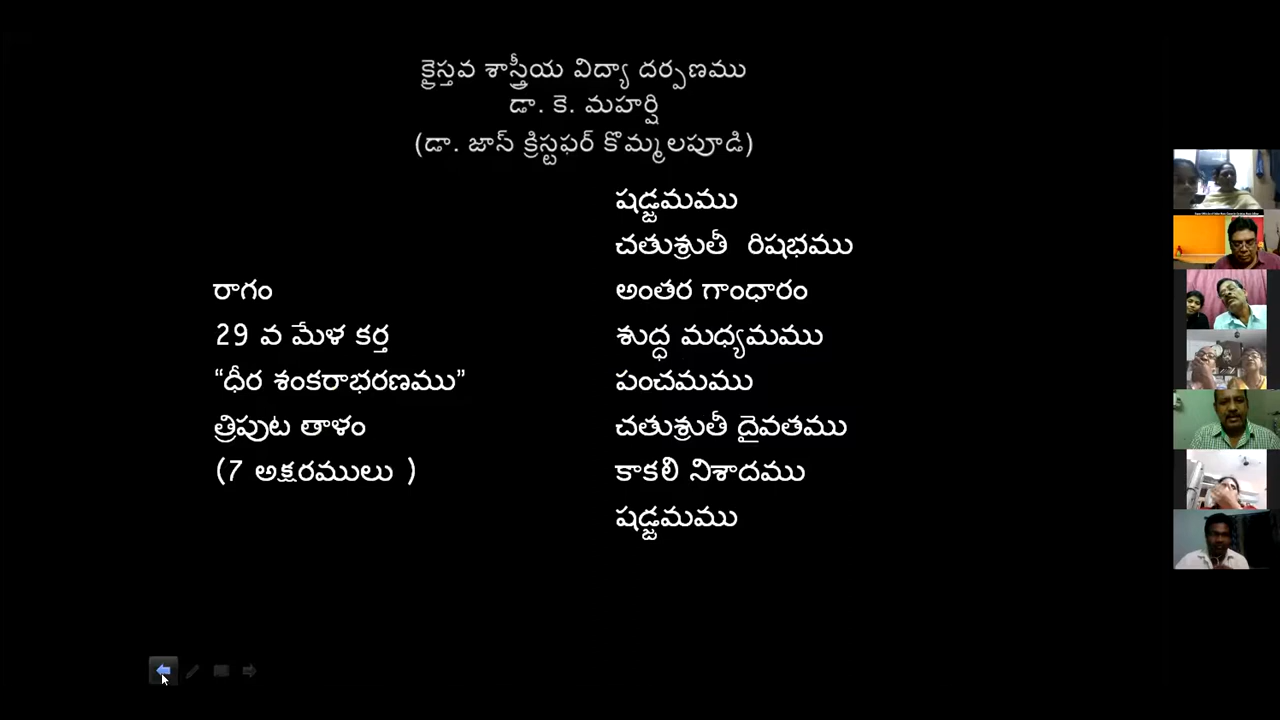 క్రైస్తవ శాస్త్రీయ విద్యా దర్పణము
డా. కె. మహర్షి
(డా. జాస్ క్రిస్టఫర్ కొమ్మలపూడి)
రాగం
29 వ మేళ కర్త
“ధీర శంకరాభరణము”
త్రిపుట తాళం
(7 అక్షరములు )
షడ్జమము
చతుశ్రుతీ రిషభము
అంతర గాంధారం
శుద్ధ మధ్యమము
పంచమము
చతుశ్రుతీ దైవతము
కాకలి నిశాదము
షడ్జమము